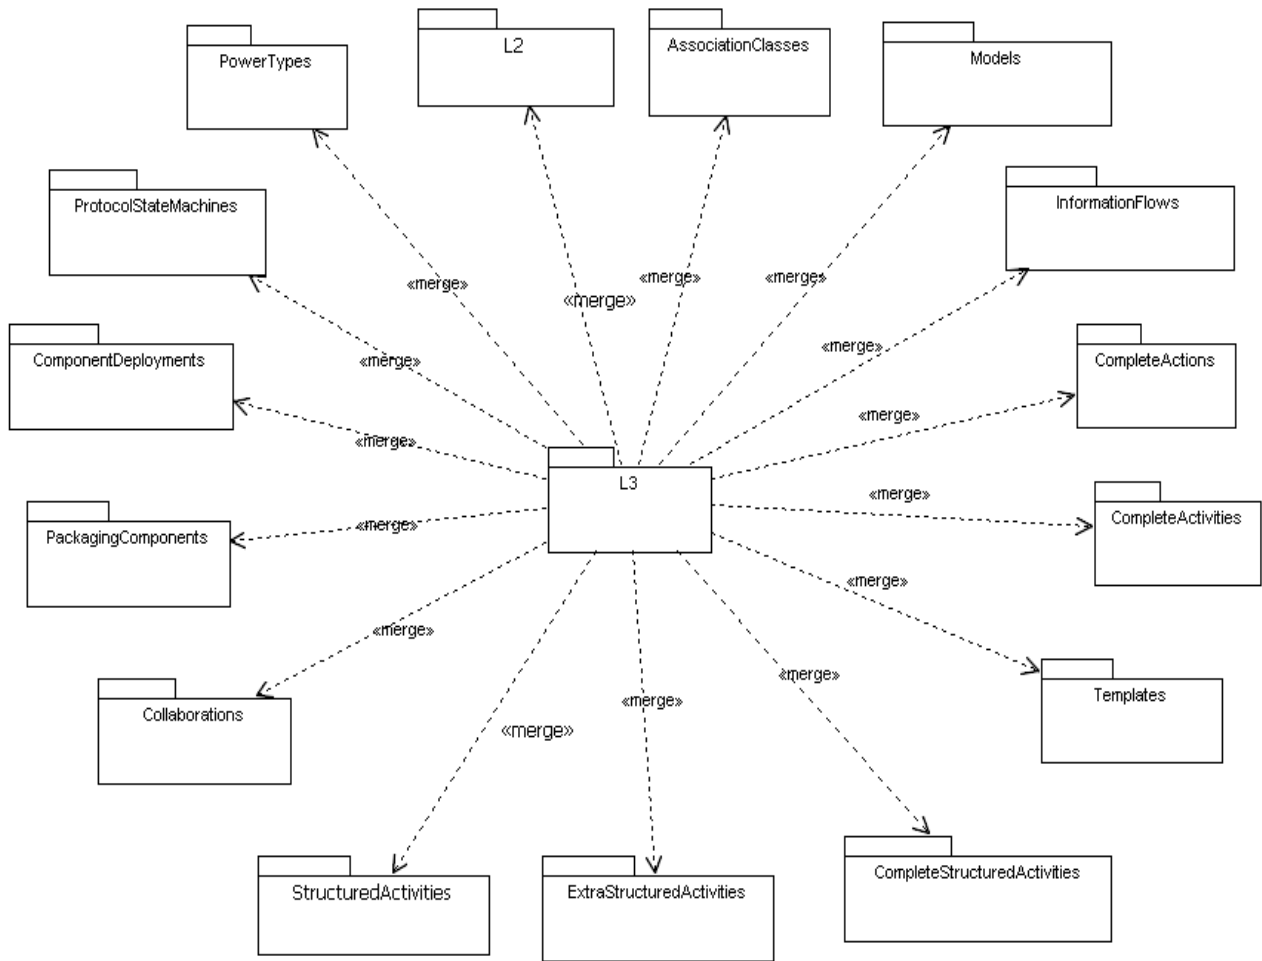 L2
AssociationClasses
PowerTypes
Models
ProtocolStateMachines
InformationFlows
«merge»
«merge»
«merge»
«merge»
«merge»
ComponentDeployments
«merge»
CompleteActions
«merge»
«merge»
L3
«merge»
CompleteActivities
PackagingComponents
«merge»
«merge»
«merge»
«merge»
Collaborations
«merge»
Templates
«merge»
StructuredActivities
ExtraStructuredActivities
CompleteStructuredActivities